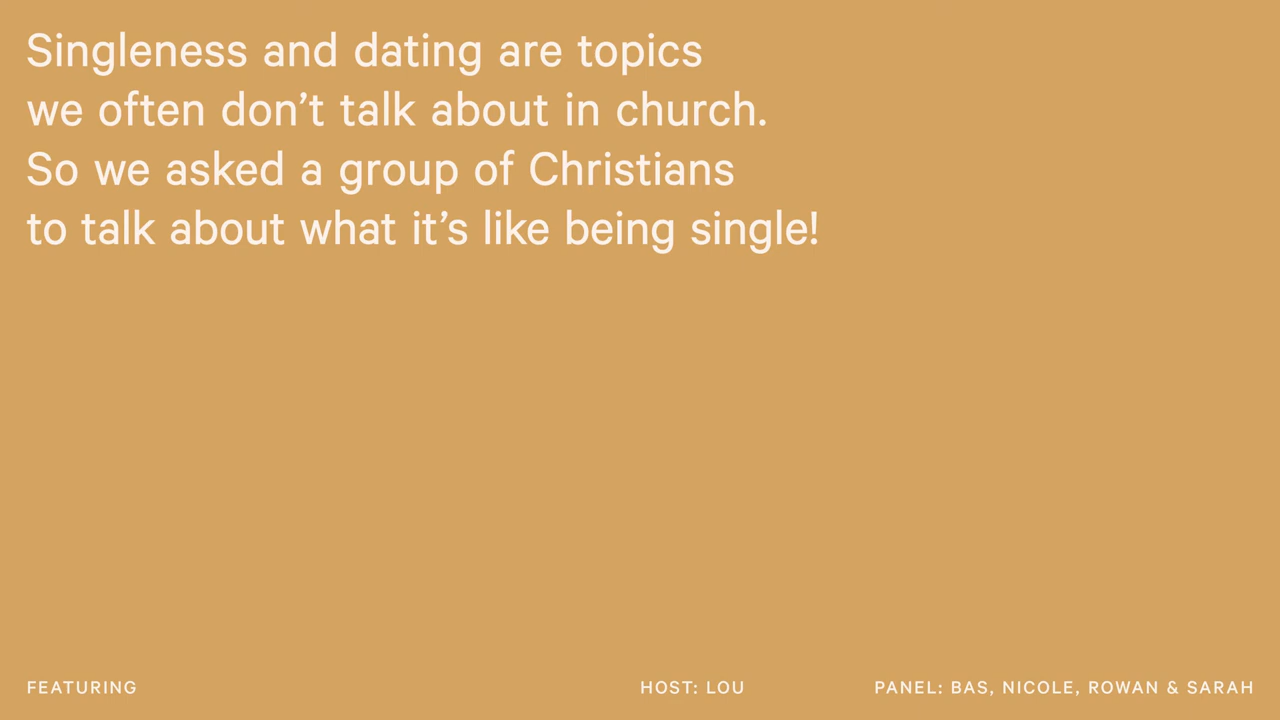 Singleness and dating are topics
we often don’t talk about in church.
So we asked a group of Christians
to talk about what it’s like being single!
FEATURING
HOST: LOU
PANEL: BAS, NICOLE, ROWAN & SARAH